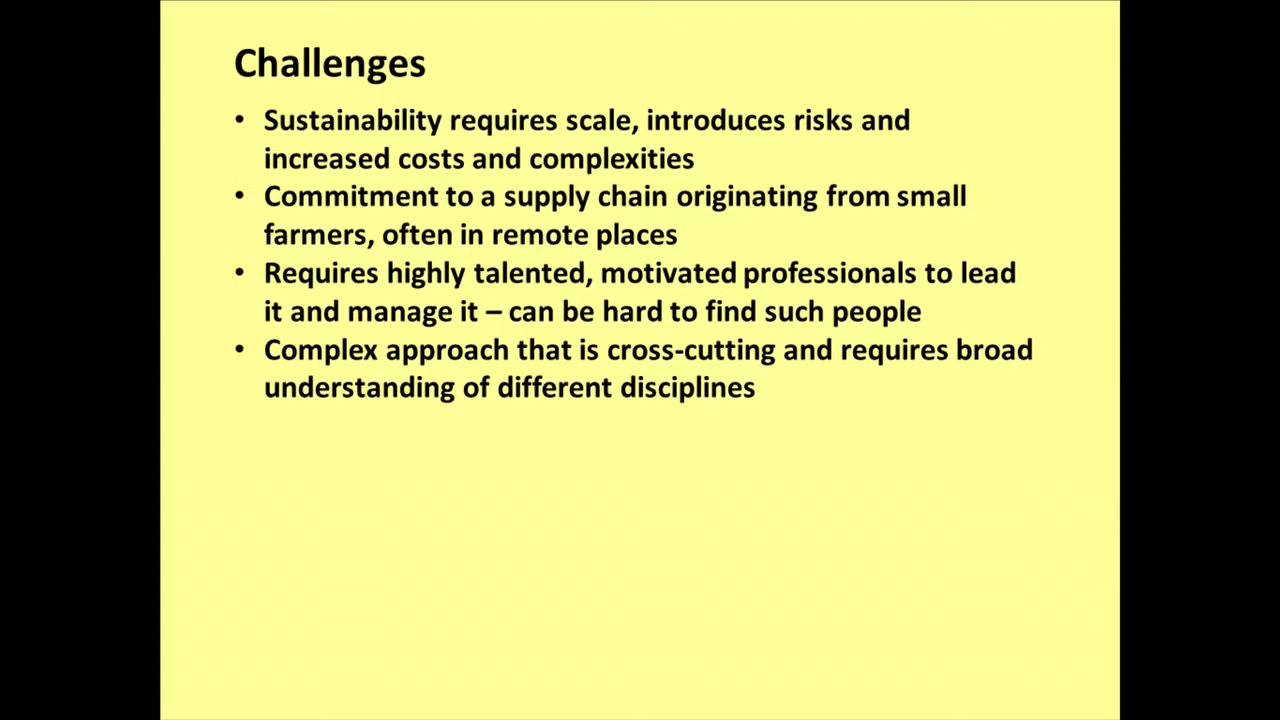 Challenges
• Sustainability requires scale, introduces risks and
increased costs and complexities
• Commitment to a supply chain originating from small
farmers, often in remote places
• Requires highly talented, motivated professionals to lead
it and manage it – can be hard to find such people
• Complex approach that is cross-cutting and requires broad
understanding of different disciplines